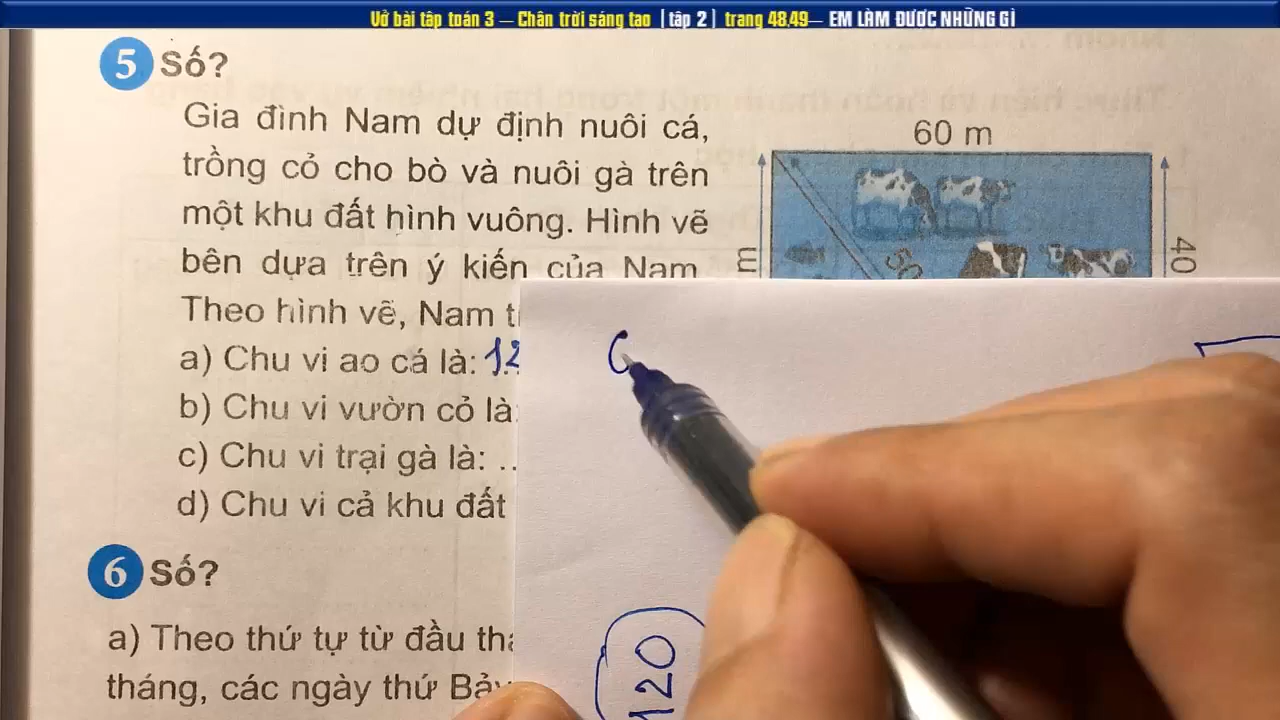 Vở bài tập toán 3 – Chân trời sáng tạo [tập 2] trang 48,49– EM LÀM ĐƯỢC NHỮNG GÌ
5 Số?
Gia đình Nam dự định nuôi cá,
trồng cỏ cho bò và nuôi gà trên
một khu đất hình vuông. Hình vẽ
bên dựa trên ý kiến của Nam
Theo hình vẽ, Nam
a) Chu vi ao cá là: 12
b) Chu vi vườn cỏ là
c) Chu vi trại gà là: ..
d) Chu vi cả khu đất
60 m
m
50
40
120
6 Số?
a) Theo thứ tự từ đầu
tháng, các ngày thứ Bảy